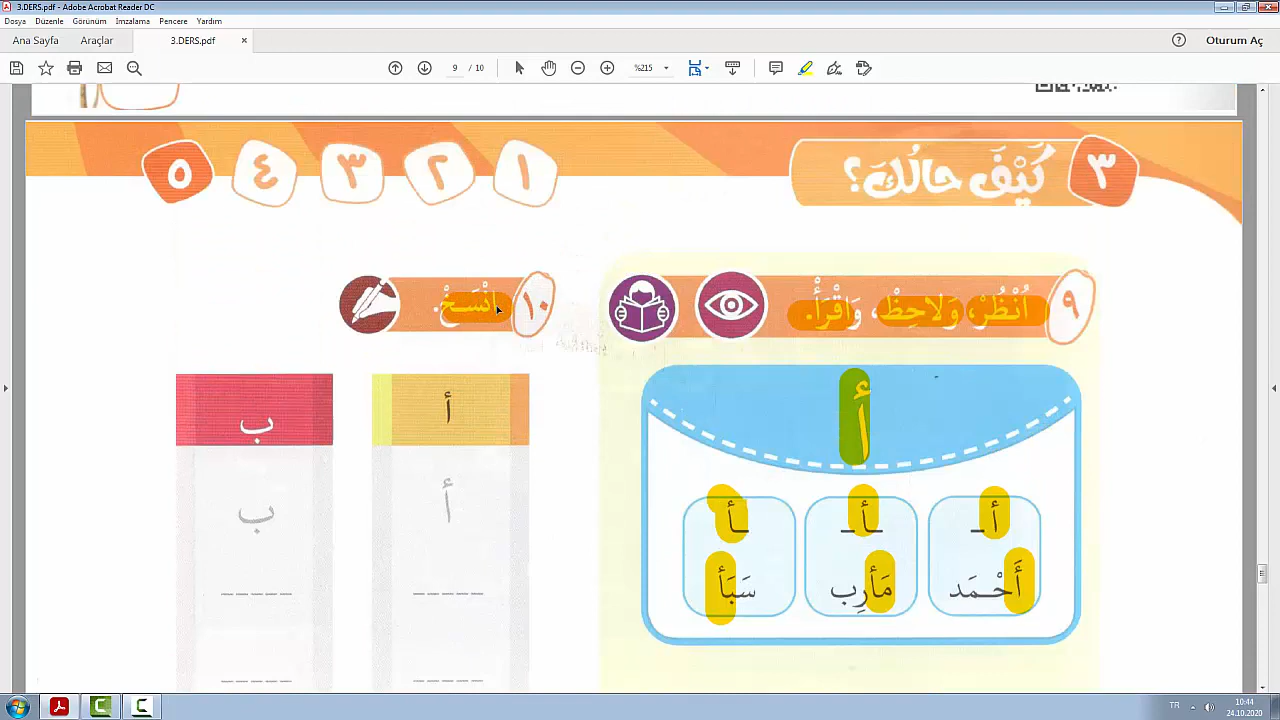 3.DERS.pdf - Adobe Acrobat Reader DC
Dosya Düzenle Görünüm İmzalama Pencere Yardım
Ana Sayfa Araçlar 3.DERS.pdf × ? Oturum Aç
9 / 10 %215
٣ كَيْفَ حالُكَ؟
١ ٢ ٣ ٤ ٥
٩ اُنْظُرْ، وَلاحِظْ، وَاقْرَأْ.
١٠ اِنْسَخْ.
أ
أ ب
أ ب
أـ ـأـ ـأ
أَحْمَد مَأرِب سَبَأ
TR 10:44
24.10.2020